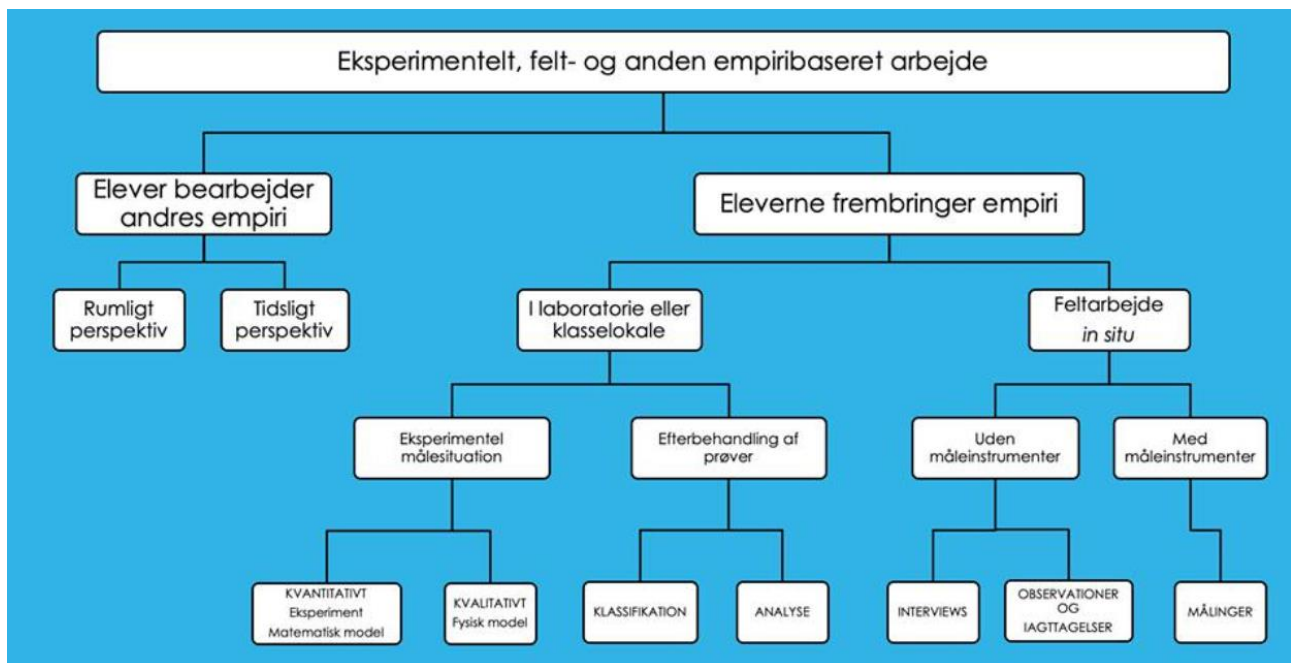 Eksperimentelt, felt- og anden empiribaseret arbejde
Elever bearbejder
andres empiri
Eleverne frembringer empiri
Rumligt
perspektiv
Tidsligt
perspektiv
I laboratorie eller
klasselokale
Feltarbejde
in situ
Eksperimentel
målesituation
Efterbehandling af
prøver
Uden
måleinstrumenter
Med
måleinstrumenter
KVANTITATIVT
Eksperiment
Matematisk model
KVALITATIVT
Fysisk model
KLASSIFIKATION
ANALYSE
INTERVIEWS
OBSERVATIONER
OG
IAGTTAGELSER
MÅLINGER